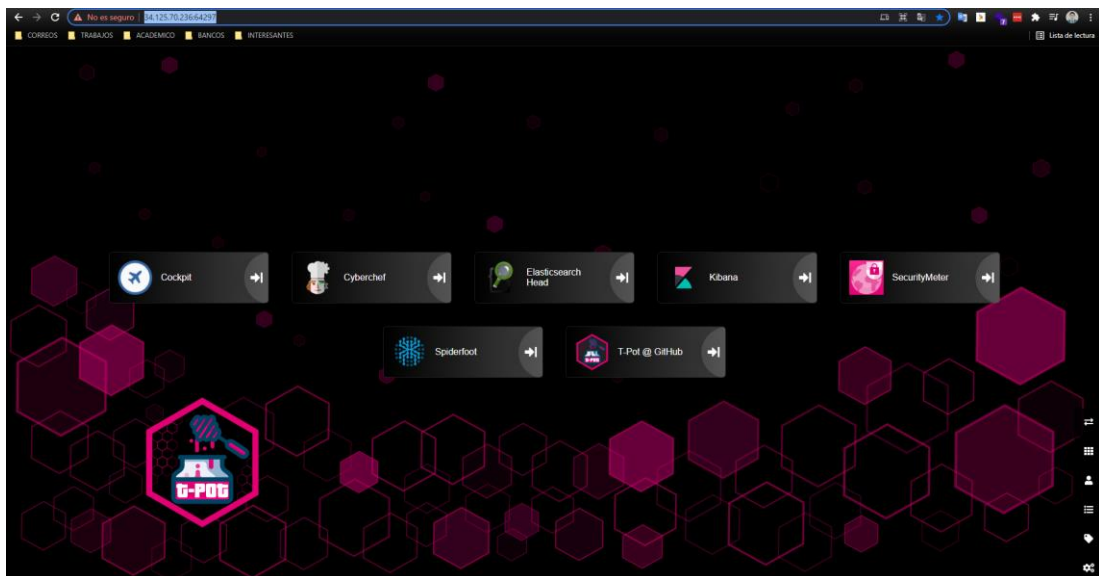 No es seguro | 34.125.70.236:64297
CORREOS TRABAJOS ACADEMICO BANCOS INTERESANTES Lista de lectura
Cockpit Cyberchef Elasticsearch Head Kibana SecurityMeter
Spiderfoot T-Pot @ GitHub
T-POT